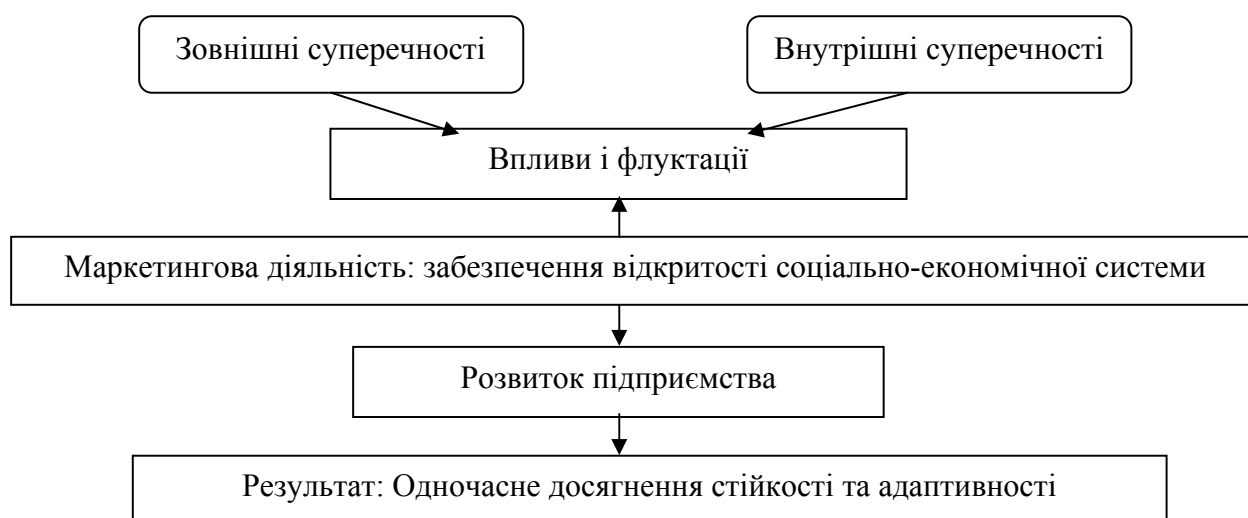 Зовнішні суперечності
Внутрішні суперечності
Впливи і флуктації
Маркетингова діяльність: забезпечення відкритості соціально-економічної системи
Розвиток підприємства
Результат: Одночасне досягнення стійкості та адаптивності